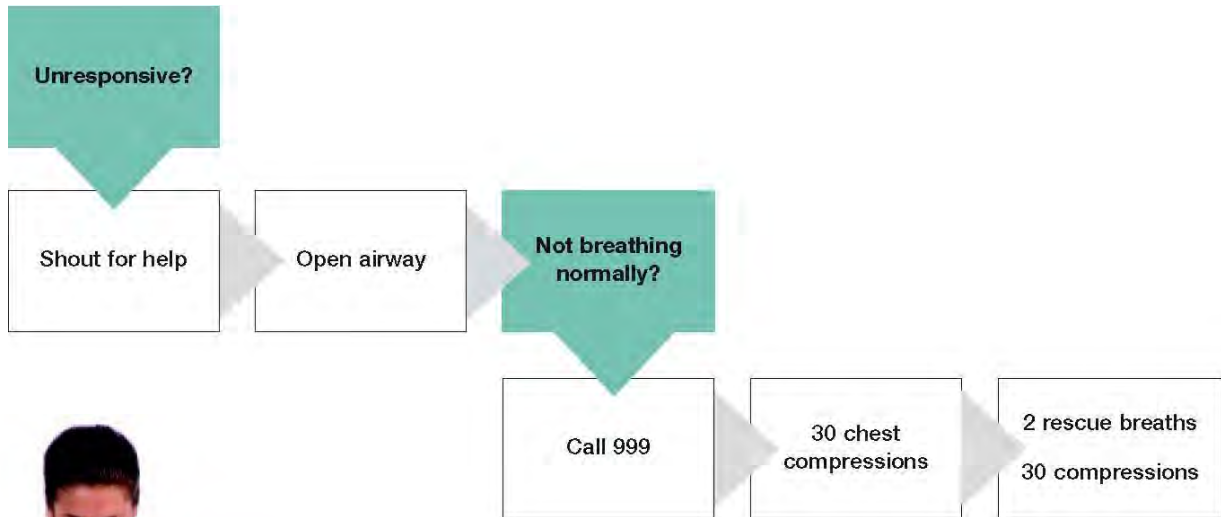 Unresponsive?
Shout for help
Open airway
Not breathing
normally?
Call 999
30 chest
compressions
2 rescue breaths
30 compressions